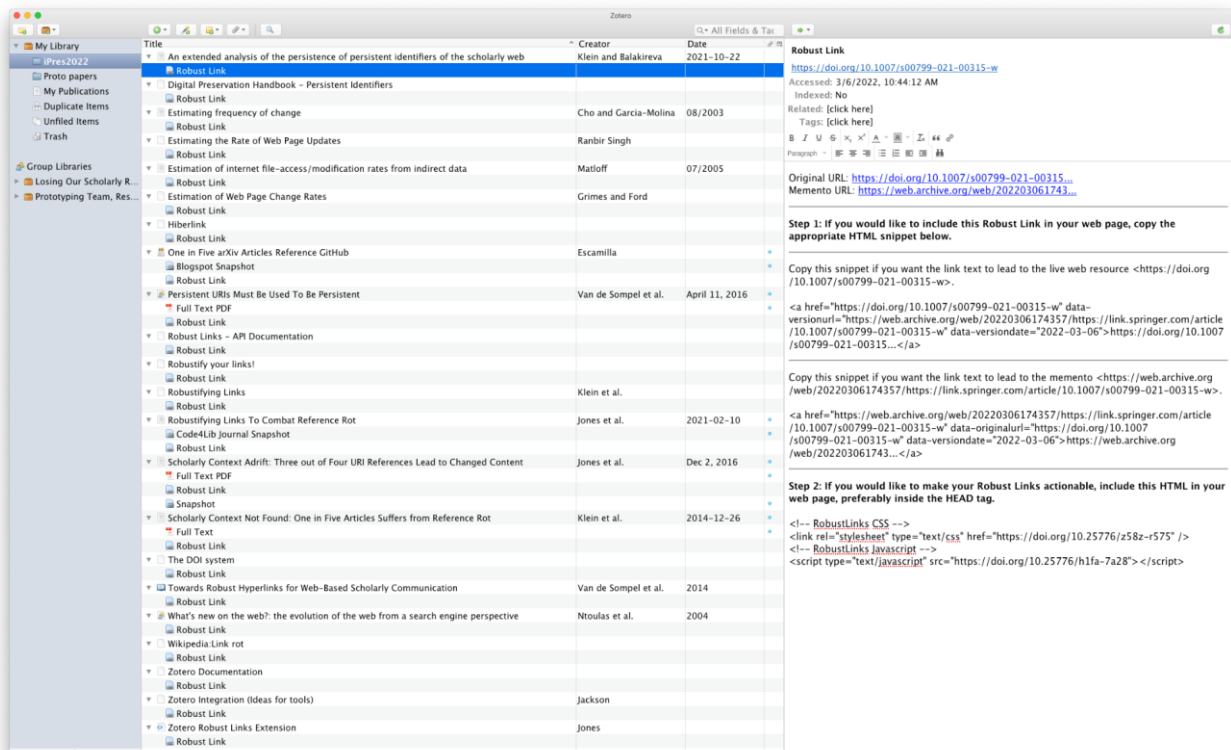 Zotero
All Fields & Ta
My Library
iPres2022
Proto papers
My Publications
Duplicate Items
Unfiled Items
Trash
Group Libraries
Losing Our Scholarly R...
Prototyping Team, Res...
Title Creator Date
An extended analysis of the persistence of persistent identifiers of the scholarly web Klein and Balakireva 2021-10-22
Robust Link
Digital Preservation Handbook - Persistent Identifiers
Robust Link
Estimating frequency of change Cho and Garcia-Molina 08/2003
Robust Link
Estimating the Rate of Web Page Updates Ranbir Singh
Robust Link
Estimation of internet file-access/modification rates from indirect data Matloff 07/2005
Robust Link
Estimation of Web Page Change Rates Grimes and Ford
Robust Link
Hiberlink
Robust Link
One in Five arXiv Articles Reference GitHub Escamilla
Blogspot Snapshot
Robust Link
Persistent URIs Must Be Used To Be Persistent Van de Sompel et al. April 11, 2016
Full Text PDF
Robust Link
Robust Links - API Documentation
Robust Link
Robustify your links!
Robust Link
Robustifying Links Klein et al.
Robust Link
Robustifying Links To Combat Reference Rot Jones et al. 2021-02-10
Code4Lib Journal Snapshot
Robust Link
Scholarly Context Adrift: Three out of Four URI References Lead to Changed Content Jones et al. Dec 2, 2016
Full Text PDF
Robust Link
Snapshot
Scholarly Context Not Found: One in Five Articles Suffers from Reference Rot Klein et al. 2014-12-26
Full Text
Robust Link
The DOI system
Robust Link
Towards Robust Hyperlinks for Web-Based Scholarly Communication Van de Sompel et al. 2014
Robust Link
What's new on the web?: the evolution of the web from a search engine perspective Ntoulas et al. 2004
Robust Link
Wikipedia:Link rot
Robust Link
Zotero Documentation
Robust Link
Zotero Integration (Ideas for tools) Jackson
Robust Link
Zotero Robust Links Extension Jones
Robust Link
Robust Link
https://doi.org/10.1007/s00799-021-00315-w
Accessed: 3/6/2022, 10:44:12 AM
Indexed: No
Related: [click here]
Tags: [click here]
B I U S X₂ X² A A
Paragraph
Original URL: https://doi.org/10.1007/s00799-021-00315...
Memento URL: https://web.archive.org/web/202203061743...
Step 1: If you would like to include this Robust Link in your web page, copy the
appropriate HTML snippet below.
Copy this snippet if you want the link text to lead to the live web resource <https://doi.org
/10.1007/s00799-021-00315-w>.
<a href="https://doi.org/10.1007/s00799-021-00315-w" data-
versionurl="https://web.archive.org/web/20220306174357/https://link.springer.com/article
/10.1007/s00799-021-00315-w" data-versiondate="2022-03-06">https://doi.org/10.1007
/s00799-021-00315...</a>
Copy this snippet if you want the link text to lead to the memento <https://web.archive.org
/web/20220306174357/https://link.springer.com/article/10.1007/s00799-021-00315-w>.
<a href="https://web.archive.org/web/20220306174357/https://link.springer.com/article
/10.1007/s00799-021-00315-w" data-originalurl="https://doi.org/10.1007
/s00799-021-00315-w" data-versiondate="2022-03-06">https://web.archive.org
/web/202203061743...</a>
Step 2: If you would like to make your Robust Links actionable, include this HTML in your
web page, preferably inside the HEAD tag.
<!-- RobustLinks CSS -->
<link rel="stylesheet" type="text/css" href="https://doi.org/10.25776/z58z-r575" />
<!-- RobustLinks Javascript -->
<script type="text/javascript" src="https://doi.org/10.25776/h1fa-7a28"></script>